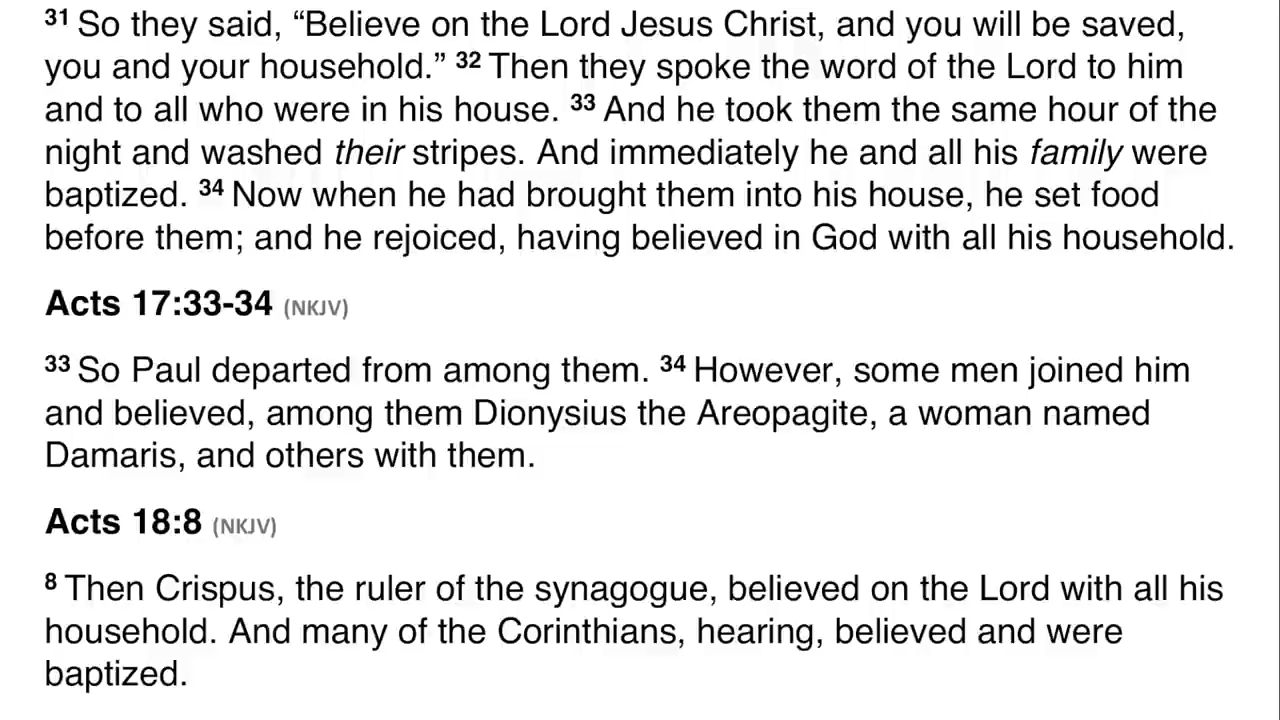 31 So they said, “Believe on the Lord Jesus Christ, and you will be saved,
you and your household.” 32 Then they spoke the word of the Lord to him
and to all who were in his house. 33 And he took them the same hour of the
night and washed their stripes. And immediately he and all his family were
baptized. 34 Now when he had brought them into his house, he set food
before them; and he rejoiced, having believed in God with all his household.
Acts 17:33-34 (NKJV)
33 So Paul departed from among them. 34 However, some men joined him
and believed, among them Dionysius the Areopagite, a woman named
Damaris, and others with them.
Acts 18:8 (NKJV)
8 Then Crispus, the ruler of the synagogue, believed on the Lord with all his
household. And many of the Corinthians, hearing, believed and were
baptized.